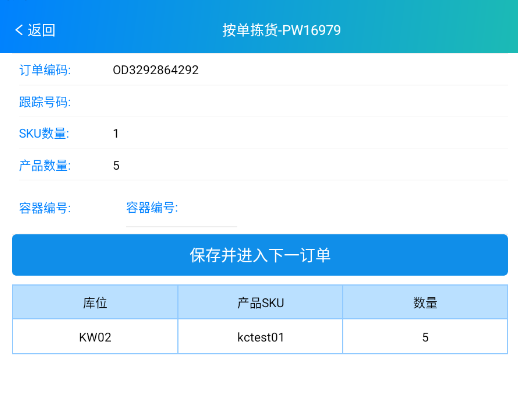 返回 按单拣货-PW16979
订单编码: OD3292864292
跟踪号码:
SKU数量: 1
产品数量: 5
容器编号: 容器编号:
保存并进入下一订单
库位 产品SKU 数量
KW02 kctest01 5